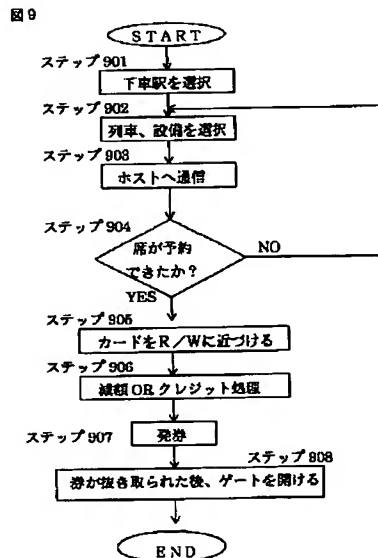 図9
START
ステップ901
下車駅を選択
ステップ902
列車、設備を選択
ステップ903
ホストへ通信
ステップ904
席が予約
できたか?
NO
YES
ステップ905
カードをR/Wに近づける
ステップ906
減額ORクレジット処理
ステップ907
発券
ステップ908
券が抜き取られた後、ゲートを開ける
END